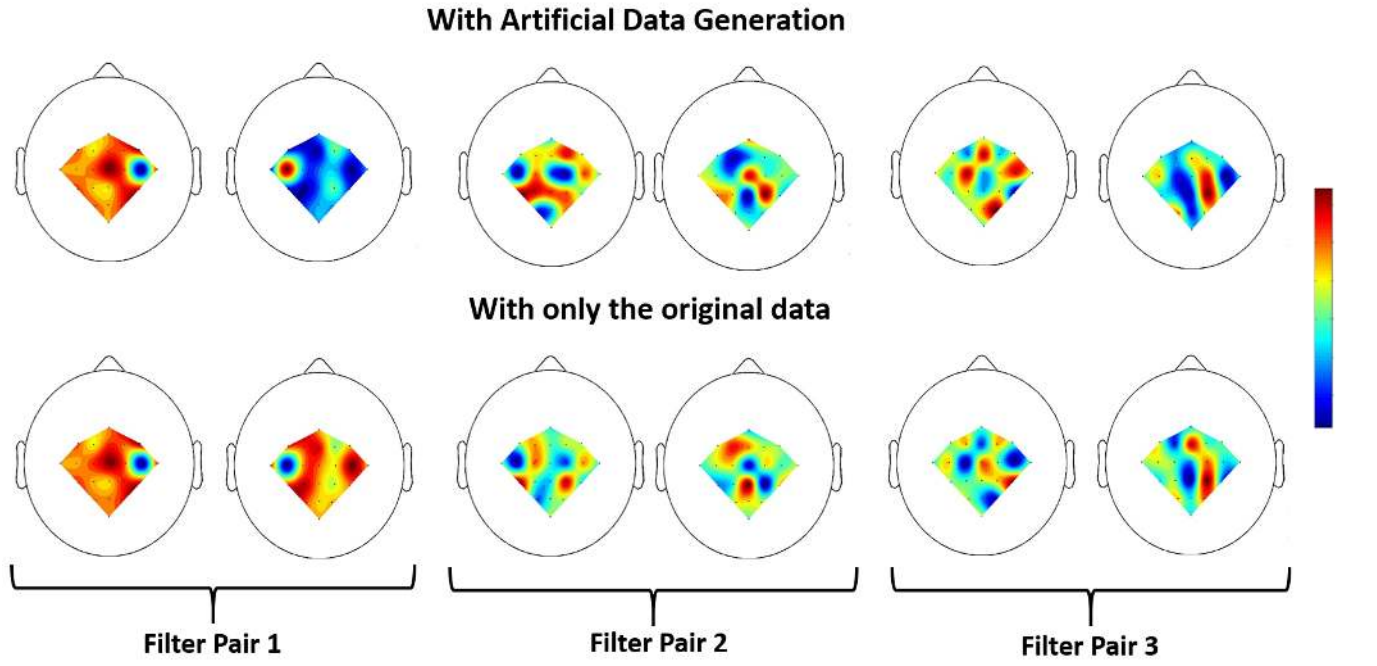 With Artificial Data Generation
With only the original data
Filter Pair 1
Filter Pair 2
Filter Pair 3